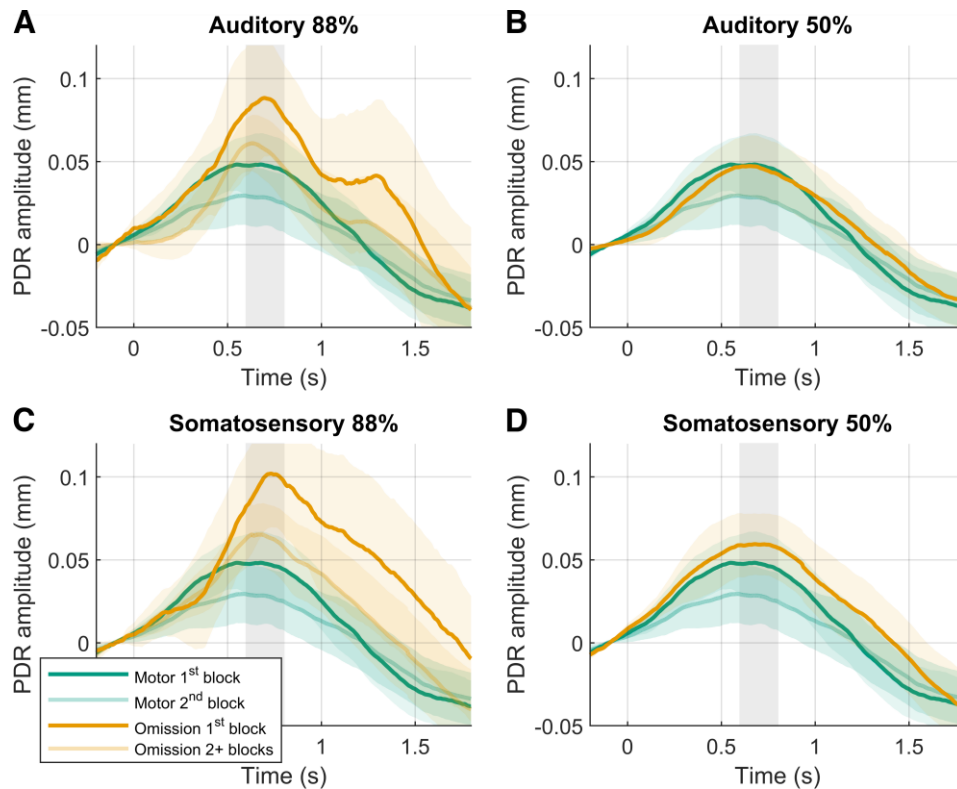 A
Auditory 88%
PDR amplitude (mm)
0.1
0.05
0
-0.05
0
0.5
1
1.5
Time (s)
B
Auditory 50%
PDR amplitude (mm)
0.1
0.05
0
-0.05
0
0.5
1
1.5
Time (s)
C
Somatosensory 88%
PDR amplitude (mm)
0.1
0.05
0
1
1.5
Time (s)
Motor 1st block
Motor 2nd block
Omission 1st block
Omission 2+ blocks
D
Somatosensory 50%
PDR amplitude (mm)
0.1
0.05
0
-0.05
0
0.5
1
1.5
Time (s)